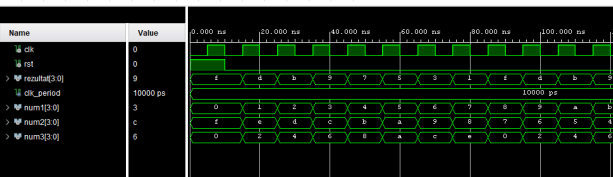 Name Value 0.000 ns 20.000 ns 40.000 ns 60.000 ns 80.000 ns 100.000 ns
clk 0
rst 0
rezultat[3:0] 9 f d b 9 7 5 3 1 f d b 9
clk_period 10000 ps 10000 ps
num1[3:0] 3 0 1 2 3 4 5 6 7 8 9 a b
num2[3:0] c f e d c b a 9 8 7 6 5 4
num3[3:0] 6 0 2 4 6 8 a c e 0 2 4 6